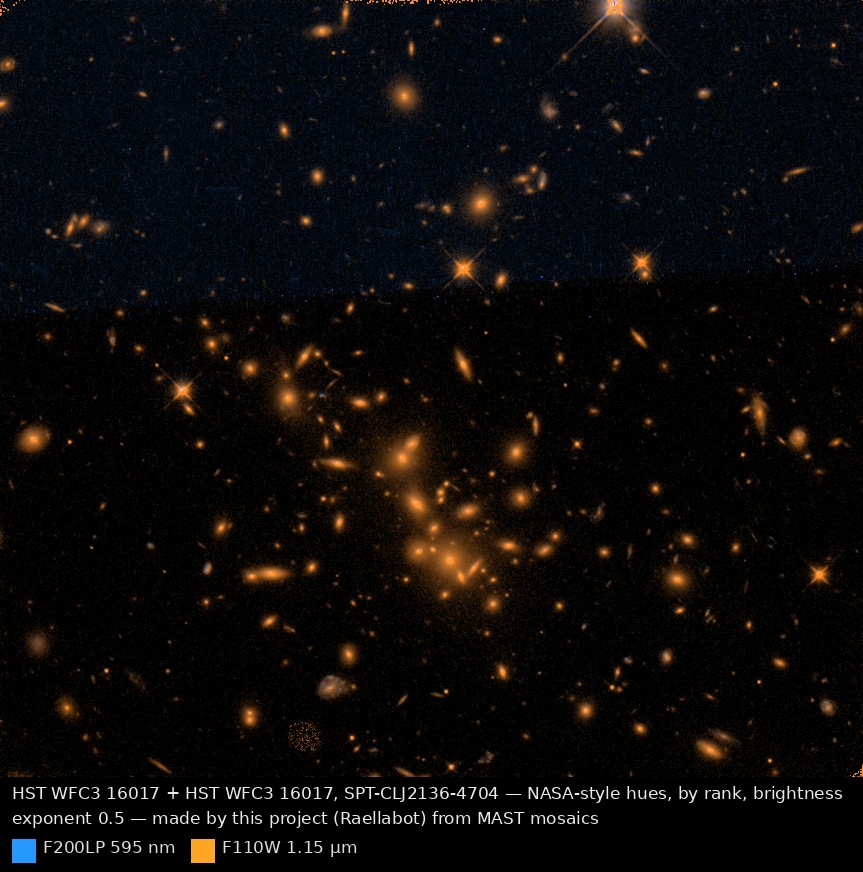 HST WFC3 16017 + HST WFC3 16017, SPT-CLJ2136-4704 — NASA-style hues, by rank, brightness
exponent 0.5 — made by this project (Raellabot) from MAST mosaics
F200LP 595 nm F110W 1.15 µm